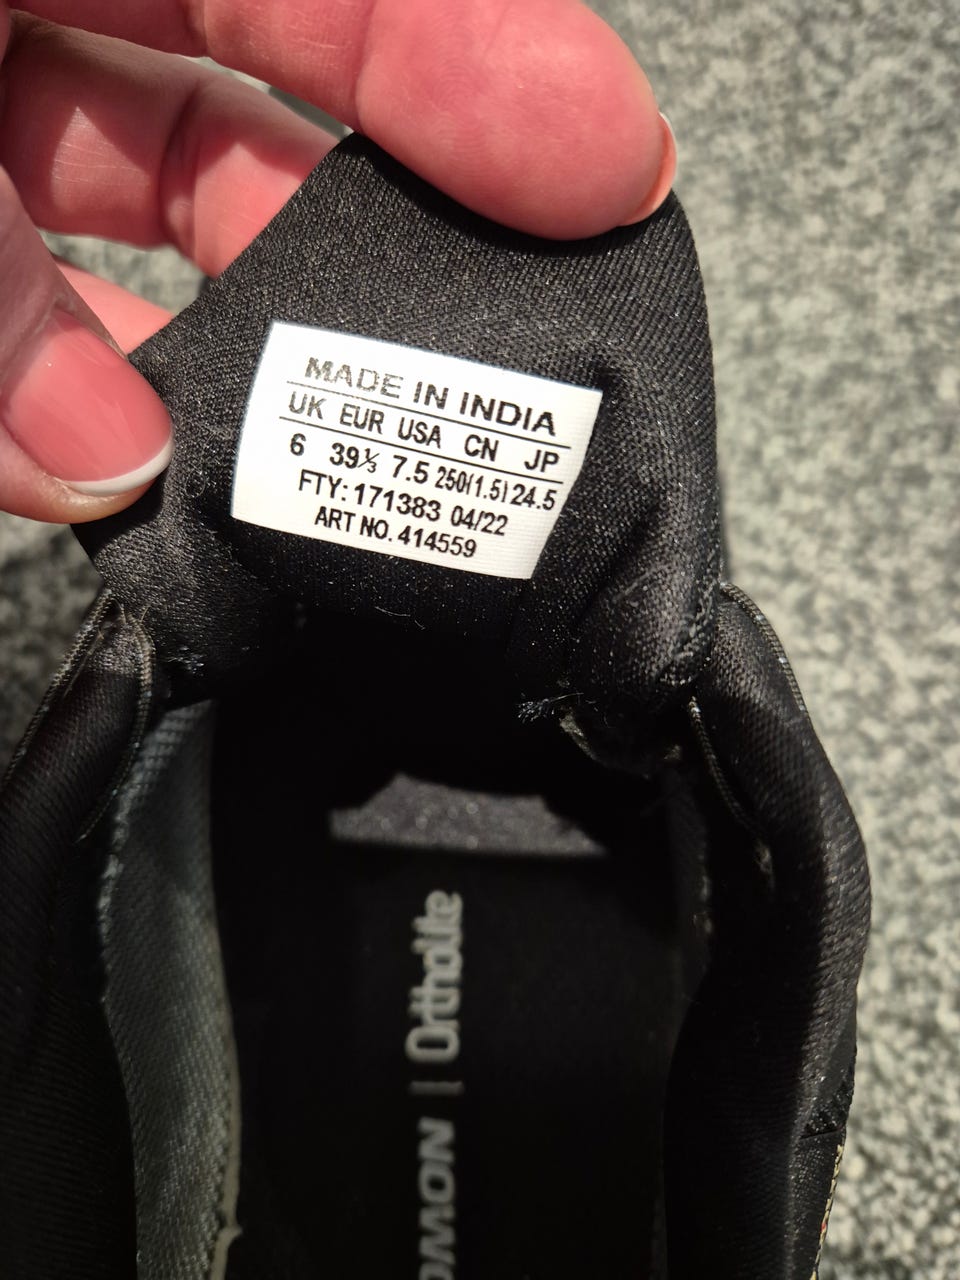 MADE IN INDIA
UK EUR USA CN JP
6 39⅓ 7.5 250(1.5) 24.5
FTY: 171383 04/22
ART NO. 414559
Ortholite |